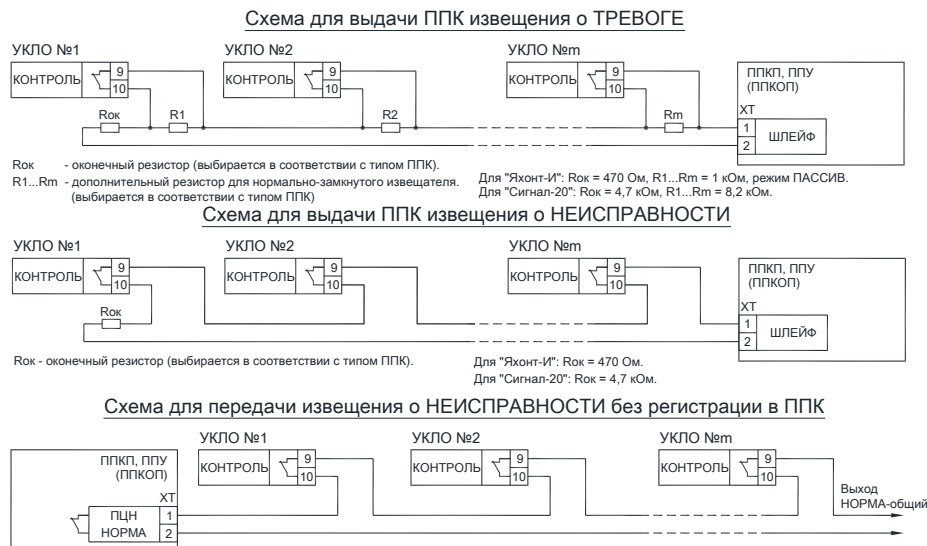 Схема для выдачи ППК извещения о ТРЕВОГЕ
УКЛО №1
УКЛО №2
УКЛО №m
КОНТРОЛЬ
9
10
КОНТРОЛЬ
9
10
КОНТРОЛЬ
9
10
ППКП, ППУ
(ППКОП)
XT
1
2
ШЛЕЙФ
Rок
R1
R2
Rm
Rок - оконечный резистор (выбирается в соответствии с типом ППК).
R1...Rm - дополнительный резистор для нормально-замкнутого извещателя.
(выбирается в соответствии с типом ППК)
Для "Яхонт-И": Rок = 470 Ом, R1...Rm = 1 кОм, режим ПАССИВ.
Для "Сигнал-20": Rок = 4,7 кОм, R1...Rm = 8,2 кОм.
Схема для выдачи ППК извещения о НЕИСПРАВНОСТИ
УКЛО №1
УКЛО №2
УКЛО №m
КОНТРОЛЬ
9
10
КОНТРОЛЬ
9
10
КОНТРОЛЬ
9
10
ППКП, ППУ
(ППКОП)
XT
1
2
ШЛЕЙФ
Rок
Rок - оконечный резистор (выбирается в соответствии с типом ППК).
Для "Яхонт-И": Rок = 470 Ом.
Для "Сигнал-20": Rок = 4,7 кОм.
Схема для передачи извещения о НЕИСПРАВНОСТИ без регистрации в ППК
УКЛО №1
УКЛО №2
УКЛО №m
ППКП, ППУ
(ППКОП)
КОНТРОЛЬ
9
10
КОНТРОЛЬ
9
10
КОНТРОЛЬ
9
10
XT
ПЦН
НОРМА
1
2
Выход
НОРМА-общий